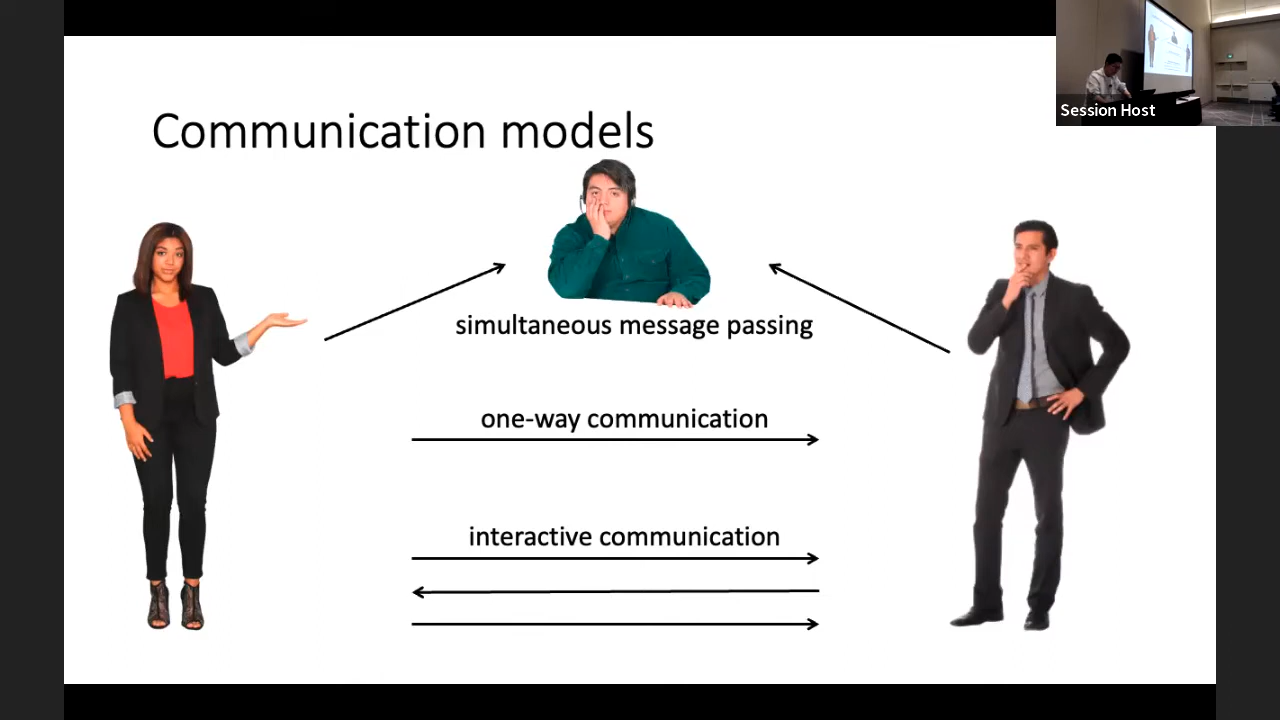 Communication models
Session Host
simultaneous message passing
one-way communication
interactive communication